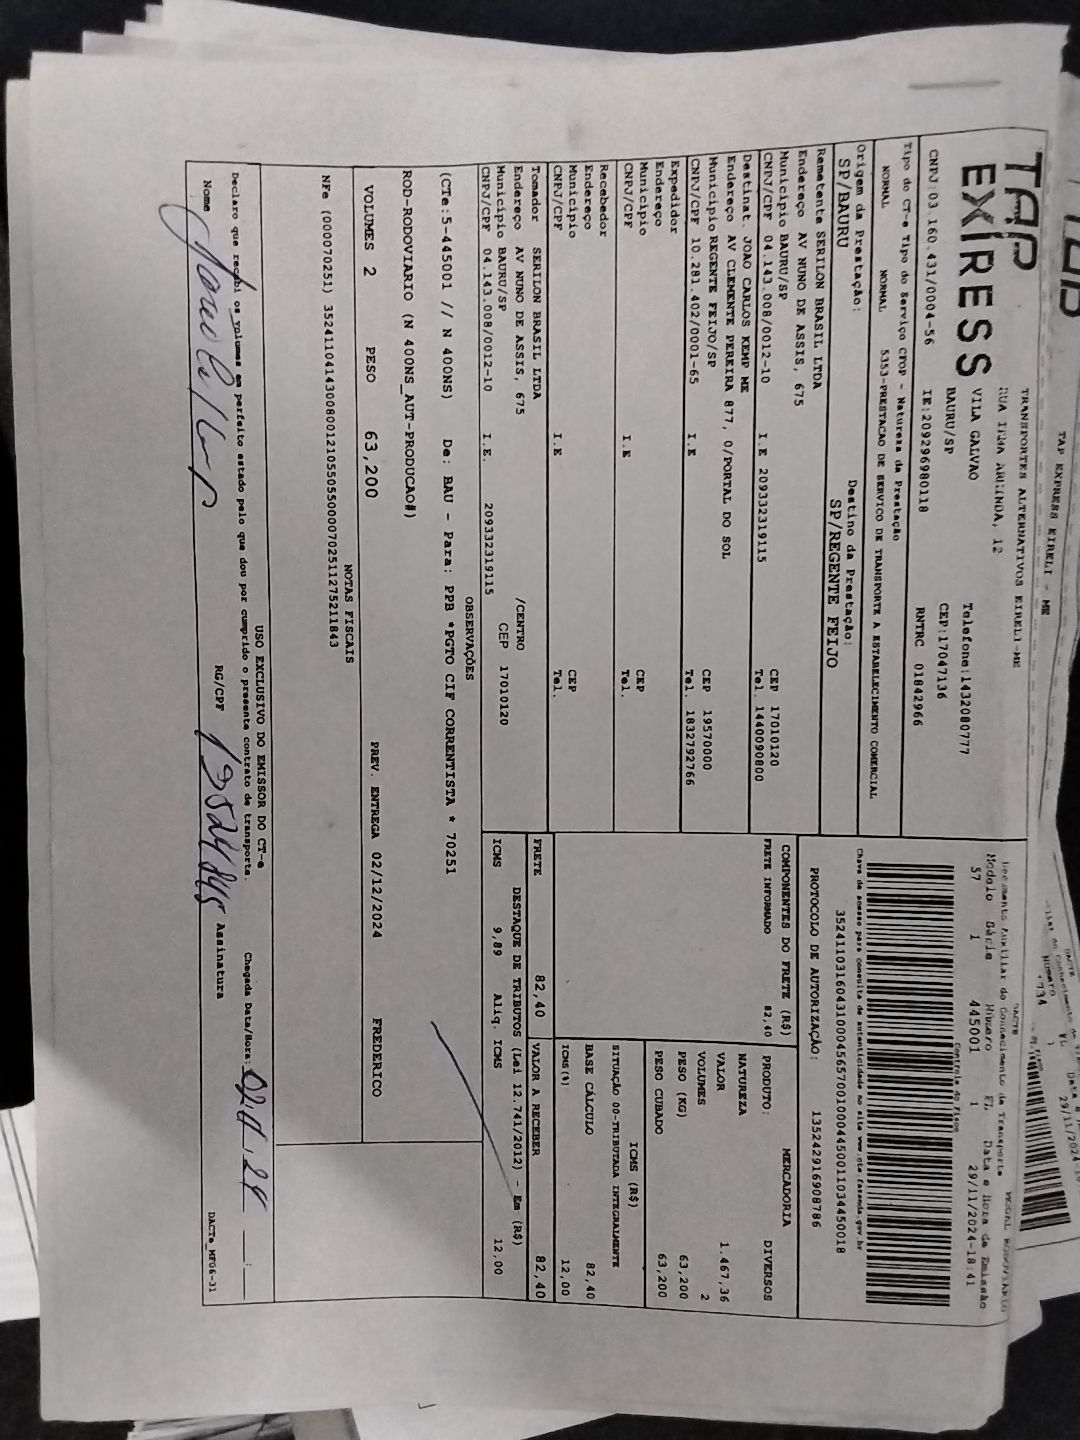 TAP EXPRESS EIRELI - ME
TAP
EXPRESS
TRANSPORTES ALTERNATIVOS EIRELI-ME
RUA IRMA ARMINDA, 12
VILA GALVAO
BAURU/SP
Telefone:1432080777
CEP:17047136
CNPJ:03.160.431/0004-56 IE:209296980118 RNTRC 01842966
DACTE
Documento Auxiliar do Conhecimento de Transporte
MODAL RODOVIÁRIO
Modelo Série Número FL Data e Hora de Emissão
57 1 445001 1 29/11/2024-18:41
Controle do Fisco
Tipo do CT-e Tipo do Serviço CFOP - Natureza da Prestação
NORMAL NORMAL 5353-PRESTACAO DE SERVICO DE TRANSPORTE A ESTABELECIMENTO COMERCIAL
Chave de acesso para consulta de autenticidade no site www.cte.fazenda.gov.br
35241103160431000456570010004450011034450018
PROTOCOLO DE AUTORIZAÇÃO: 135242916908786
Origem da Prestação: Destino da Prestação:
SP/BAURU SP/REGENTE FEIJO
Remetente SERILON BRASIL LTDA
Endereço AV NUNO DE ASSIS, 675
Município BAURU/SP CEP 17010120
CNPJ/CPF 04.143.008/0012-10 I.E 209332319115 Tel. 1440090800
Destinat. JOAO CARLOS KEMP ME
Endereço AV CLEMENTE PEREIRA 877, 0/PORTAL DO SOL
Município REGENTE FEIJO/SP CEP 19570000
CNPJ/CPF 10.281.402/0001-65 I.E Tel. 1832792766
Expedidor
Endereço
Município CEP
CNPJ/CPF I.E Tel.
Recebedor
Endereço
Município CEP
CNPJ/CPF I.E Tel.
Tomador SERILON BRASIL LTDA
Endereço AV NUNO DE ASSIS, 675 /CENTRO
Município BAURU/SP CEP 17010120
CNPJ/CPF 04.143.008/0012-10 I.E. 209332319115
COMPONENTES DO FRETE (R$)
FRETE INFORMADO 82,40
MERCADORIA
PRODUTO: DIVERSOS
NATUREZA
VALOR 1.467,36
VOLUMES 2
PESO (KG) 63,200
PESO CUBADO 63,200
ICMS (R$)
SITUAÇÃO 00-TRIBUTADA INTEGRALMENTE
BASE CÁLCULO 82,40
ICMS(%) 12,00
FRETE 82,40 VALOR A RECEBER 82,40
DESTAQUE DE TRIBUTOS (Lei 12.741/2012) - Em (R$)
ICMS 9,89 Alíq. ICMS 12,00
OBSERVAÇÕES
(CTe:5-445001 // N 400NS) De: BAU - Para: PPB *PGTO CIF CORRENTISTA * 70251
ROD-RODOVIARIO (N 400NS_AUT-PRODUCAO#)
VOLUMES 2 PESO 63,200 PREV. ENTREGA 02/12/2024 FREDERICO
NOTAS FISCAIS
NFe (000070251) 35241104143008001210550550000702511275211843
USO EXCLUSIVO DO EMISSOR DO CT-e
Declaro que recebi os volumes em perfeito estado pelo que dou por cumprido o presente contrato de transporte. Chegada Data/Hora:
Nome RG/CPF Assinatura
DACTe_MF06-31